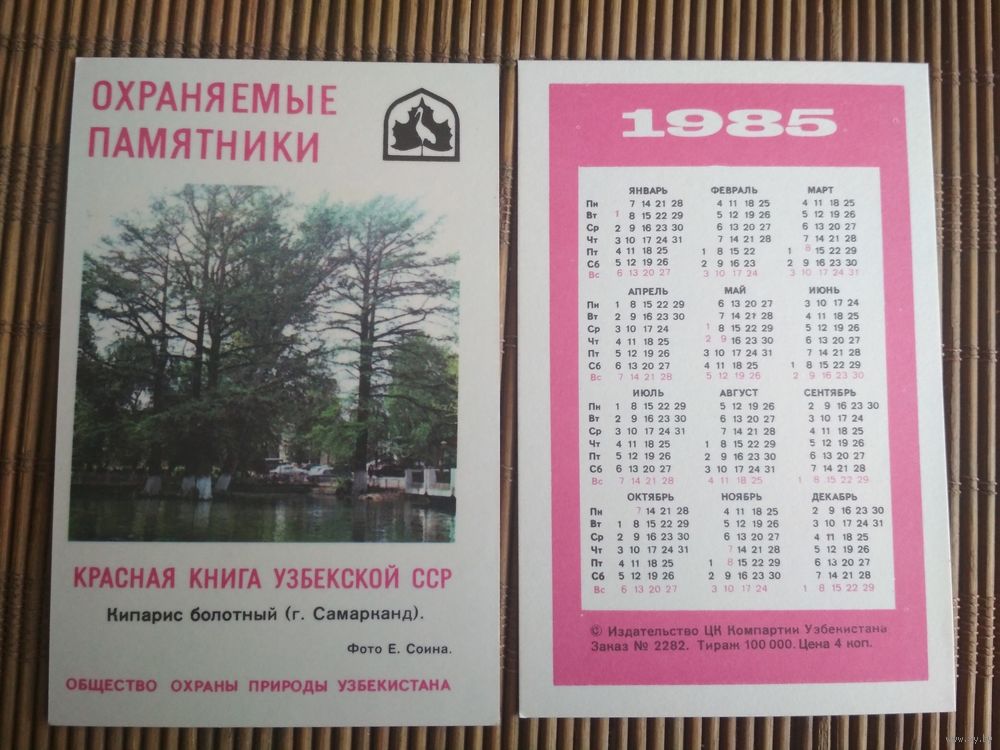 ОХРАНЯЕМЫЕ
ПАМЯТНИКИ
КРАСНАЯ КНИГА УЗБЕКСКОЙ ССР
Кипарис болотный (г. Самарканд).
Фото Е. Соина.
ОБЩЕСТВО ОХРАНЫ ПРИРОДЫ УЗБЕКИСТАНА
1985
ЯНВАРЬ ФЕВРАЛЬ МАРТ
Пн 7 14 21 28 4 11 18 25 4 11 18 25
Вт 1 8 15 22 29 5 12 19 26 5 12 19 26
Ср 2 9 16 23 30 6 13 20 27 6 13 20 27
Чт 3 10 17 24 31 7 14 21 28 7 14 21 28
Пт 4 11 18 25 1 8 15 22 1 8 15 22 29
Сб 5 12 19 26 2 9 16 23 2 9 16 23 30
Вс 6 13 20 27 3 10 17 24 3 10 17 24 31
АПРЕЛЬ МАЙ ИЮНЬ
Пн 1 8 15 22 29 6 13 20 27 3 10 17 24
Вт 2 9 16 23 30 7 14 21 28 4 11 18 25
Ср 3 10 17 24 1 8 15 22 29 5 12 19 26
Чт 4 11 18 25 2 9 16 23 30 6 13 20 27
Пт 5 12 19 26 3 10 17 24 31 7 14 21 28
Сб 6 13 20 27 4 11 18 25 1 8 15 22 29
Вс 7 14 21 28 5 12 19 26 2 9 16 23 30
ИЮЛЬ АВГУСТ СЕНТЯБРЬ
Пн 1 8 15 22 29 5 12 19 26 2 9 16 23 30
Вт 2 9 16 23 30 6 13 20 27 3 10 17 24
Ср 3 10 17 24 31 7 14 21 28 4 11 18 25
Чт 4 11 18 25 1 8 15 22 29 5 12 19 26
Пт 5 12 19 26 2 9 16 23 30 6 13 20 27
Сб 6 13 20 27 3 10 17 24 31 7 14 21 28
Вс 7 14 21 28 4 11 18 25 1 8 15 22 29
ОКТЯБРЬ НОЯБРЬ ДЕКАБРЬ
Пн 7 14 21 28 4 11 18 25 2 9 16 23 30
Вт 1 8 15 22 29 5 12 19 26 3 10 17 24 31
Ср 2 9 16 23 30 6 13 20 27 4 11 18 25
Чт 3 10 17 24 31 7 14 21 28 5 12 19 26
Пт 4 11 18 25 1 8 15 22 29 6 13 20 27
Сб 5 12 19 26 2 9 16 23 30 7 14 21 28
Вс 6 13 20 27 3 10 17 24 1 8 15 22 29
© Издательство ЦК Компартии Узбекистана
Заказ № 2282. Тираж 100 000. Цена 4 коп.